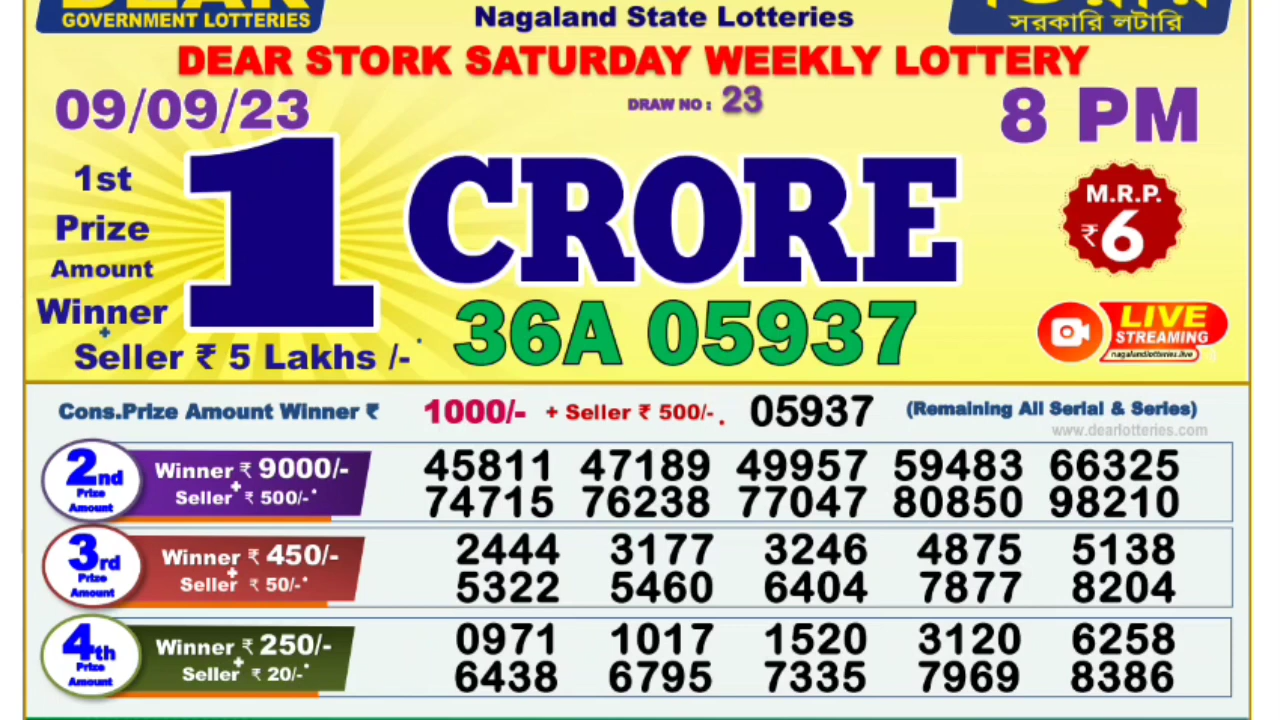 DEAR
GOVERNMENT LOTTERIES
Nagaland State Lotteries
সরকারি লটারি
DEAR STORK SATURDAY WEEKLY LOTTERY
09/09/23
DRAW NO : 23
8 PM
1st
Prize
Amount
Winner
+
Seller ₹ 5 Lakhs /-
1 CRORE
36A 05937
M.R.P.
₹ 6
LIVE
STREAMING
nagalandlotteries.live
Cons.Prize Amount Winner ₹ 1000/- + Seller ₹ 500/-. 05937 (Remaining All Serial & Series)
www.dearlotteries.com
2nd
Prize
Amount
Winner ₹ 9000/-
+
Seller ₹ 500/-
45811 47189 49957 59483 66325
74715 76238 77047 80850 98210
3rd
Prize
Amount
Winner ₹ 450/-
+
Seller ₹ 50/-
2444 3177 3246 4875 5138
5322 5460 6404 7877 8204
4th
Prize
Amount
Winner ₹ 250/-
+
Seller ₹ 20/-
0971 1017 1520 3120 6258
6438 6795 7335 7969 8386